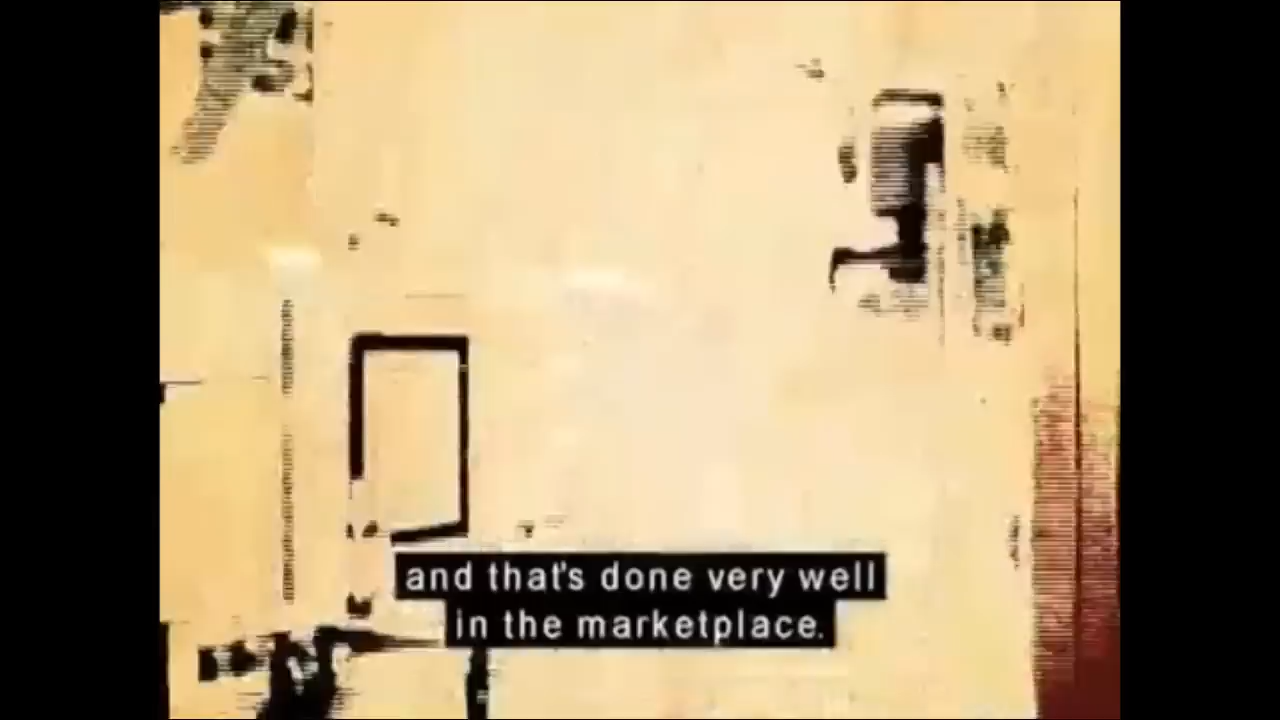 and that's done very well
in the marketplace.